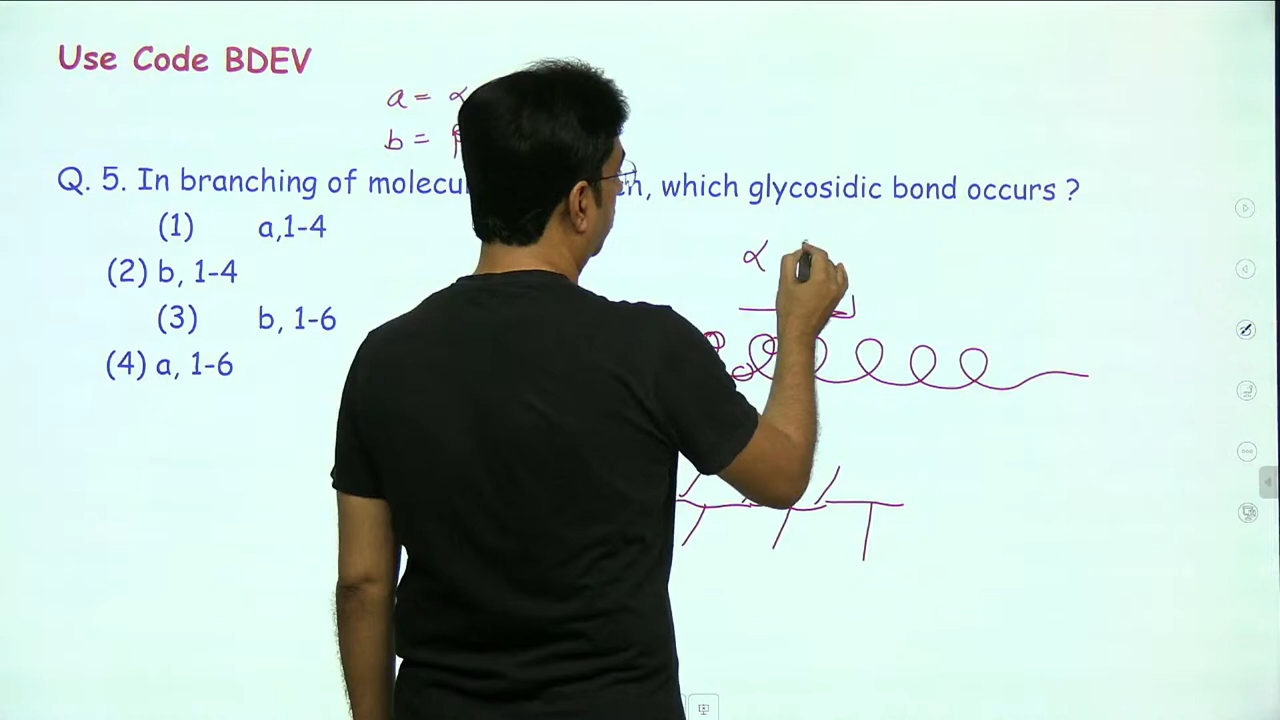 Use Code BDEV
a = α
b =
Q. 5. In branching of which glycosidic bond occurs ?
(1) a,1-4
(2) b, 1-4
(3) b, 1-6
(4) a, 1-6
α